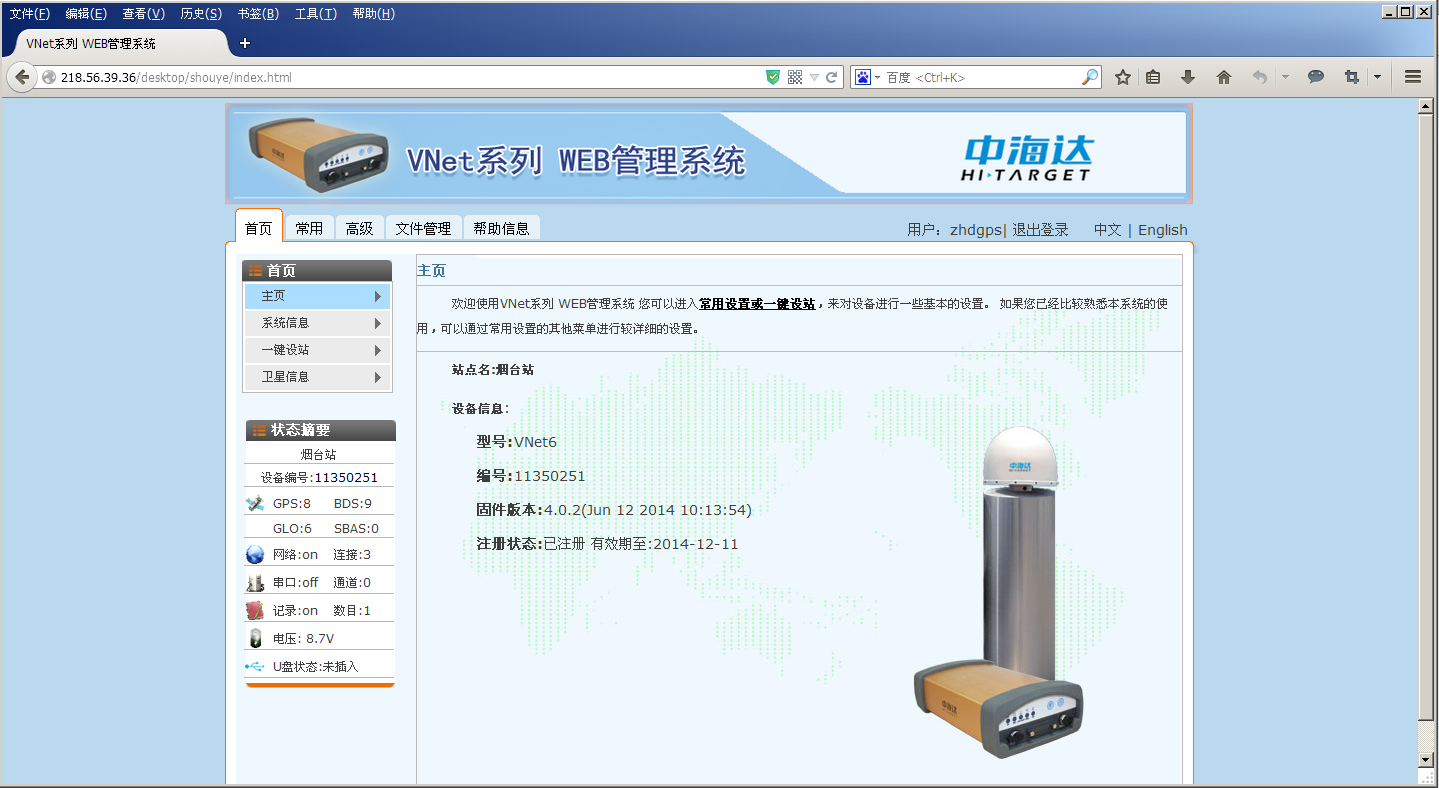 文件(F) 编辑(E) 查看(V) 历史(S) 书签(B) 工具(T) 帮助(H)
VNet系列 WEB管理系统
218.56.39.36/desktop/shouye/index.html
百度 <Ctrl+K>
中海达
VNet系列 WEB管理系统
中海达
HI·TARGET
首页 常用 高级 文件管理 帮助信息
用户：zhdgps| 退出登录 中文 | English
首页
主页
系统信息
一键设站
卫星信息
状态摘要
烟台站
设备编号:11350251
GPS:8 BDS:9
GLO:6 SBAS:0
网络:on 连接:3
串口:off 通道:0
记录:on 数目:1
电压: 8.7V
U盘状态:未插入
主页
欢迎使用VNet系列 WEB管理系统 您可以进入常用设置或一键设站，来对设备进行一些基本的设置。 如果您已经比较熟悉本系统的使
用，可以通过常用设置的其他菜单进行较详细的设置。
站点名:烟台站
设备信息:
型号:VNet6
编号:11350251
固件版本:4.0.2(Jun 12 2014 10:13:54)
注册状态:已注册 有效期至:2014-12-11
中海达
HI·TARGET
中海达